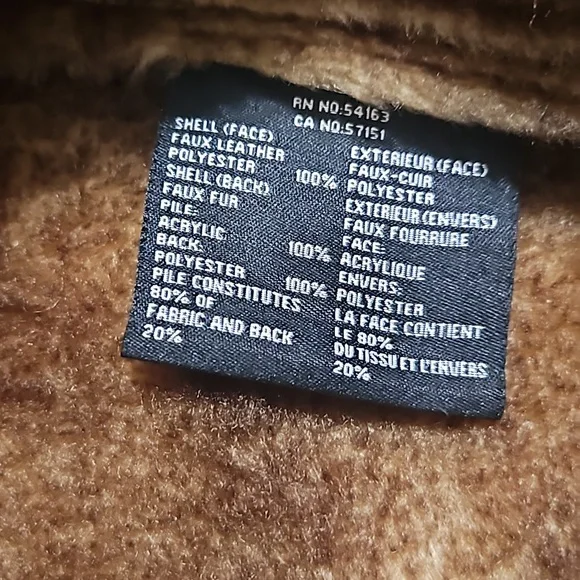 RN NO:54163
CA NO:57151
SHELL (FACE)
FAUX LEATHER
POLYESTER 100%
SHELL (BACK)
FAUX FUR
PILE:
ACRYLIC 100%
BACK:
POLYESTER 100%
PILE CONSTITUTES
80% OF
FABRIC AND BACK
20%
EXTERIEUR (FACE)
FAUX-CUIR
POLYESTER
EXTERIEUR (ENVERS)
FAUX FOURRURE
FACE:
ACRYLIQUE
ENVERS:
POLYESTER
LA FACE CONTIENT
LE 80%
DU TISSU ET L'ENVERS
20%